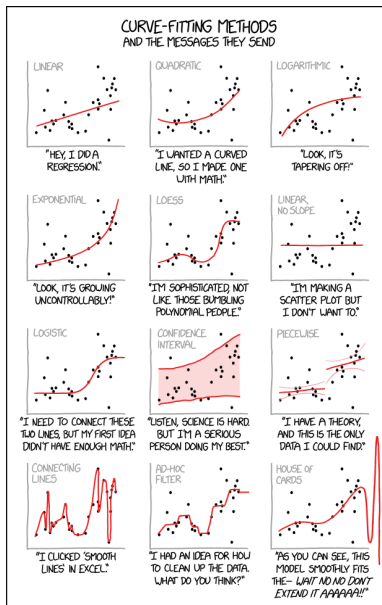 CURVE-FITTING METHODS
AND THE MESSAGES THEY SEND
LINEAR
"HEY, I DID A
REGRESSION."
QUADRATIC
"I WANTED A CURVED
LINE, SO I MADE ONE
WITH MATH."
LOGARITHMIC
"LOOK, IT'S
TAPERING OFF!"
EXPONENTIAL
"LOOK, IT'S GROWING
UNCONTROLLABLY!"
LOESS
"I'M SOPHISTICATED, NOT
LIKE THOSE BUMBLING
POLYNOMIAL PEOPLE."
LINEAR,
NO SLOPE
"I'M MAKING A
SCATTER PLOT BUT
I DON'T WANT TO."
LOGISTIC
"I NEED TO CONNECT THESE
TWO LINES, BUT MY FIRST IDEA
DIDN'T HAVE ENOUGH MATH."
CONFIDENCE
INTERVAL
"LISTEN, SCIENCE IS HARD.
BUT I'M A SERIOUS
PERSON DOING MY BEST."
PIECEWISE
"I HAVE A THEORY,
AND THIS IS THE ONLY
DATA I COULD FIND."
CONNECTING
LINES
"I CLICKED 'SMOOTH
LINES' IN EXCEL."
AD-HOC
FILTER
"I HAD AN IDEA FOR HOW
TO CLEAN UP THE DATA.
WHAT DO YOU THINK?"
HOUSE OF
CARDS
"AS YOU CAN SEE, THIS
MODEL SMOOTHLY FITS
THE- WAIT NO NO DON'T
EXTEND IT AAAAAA!!"